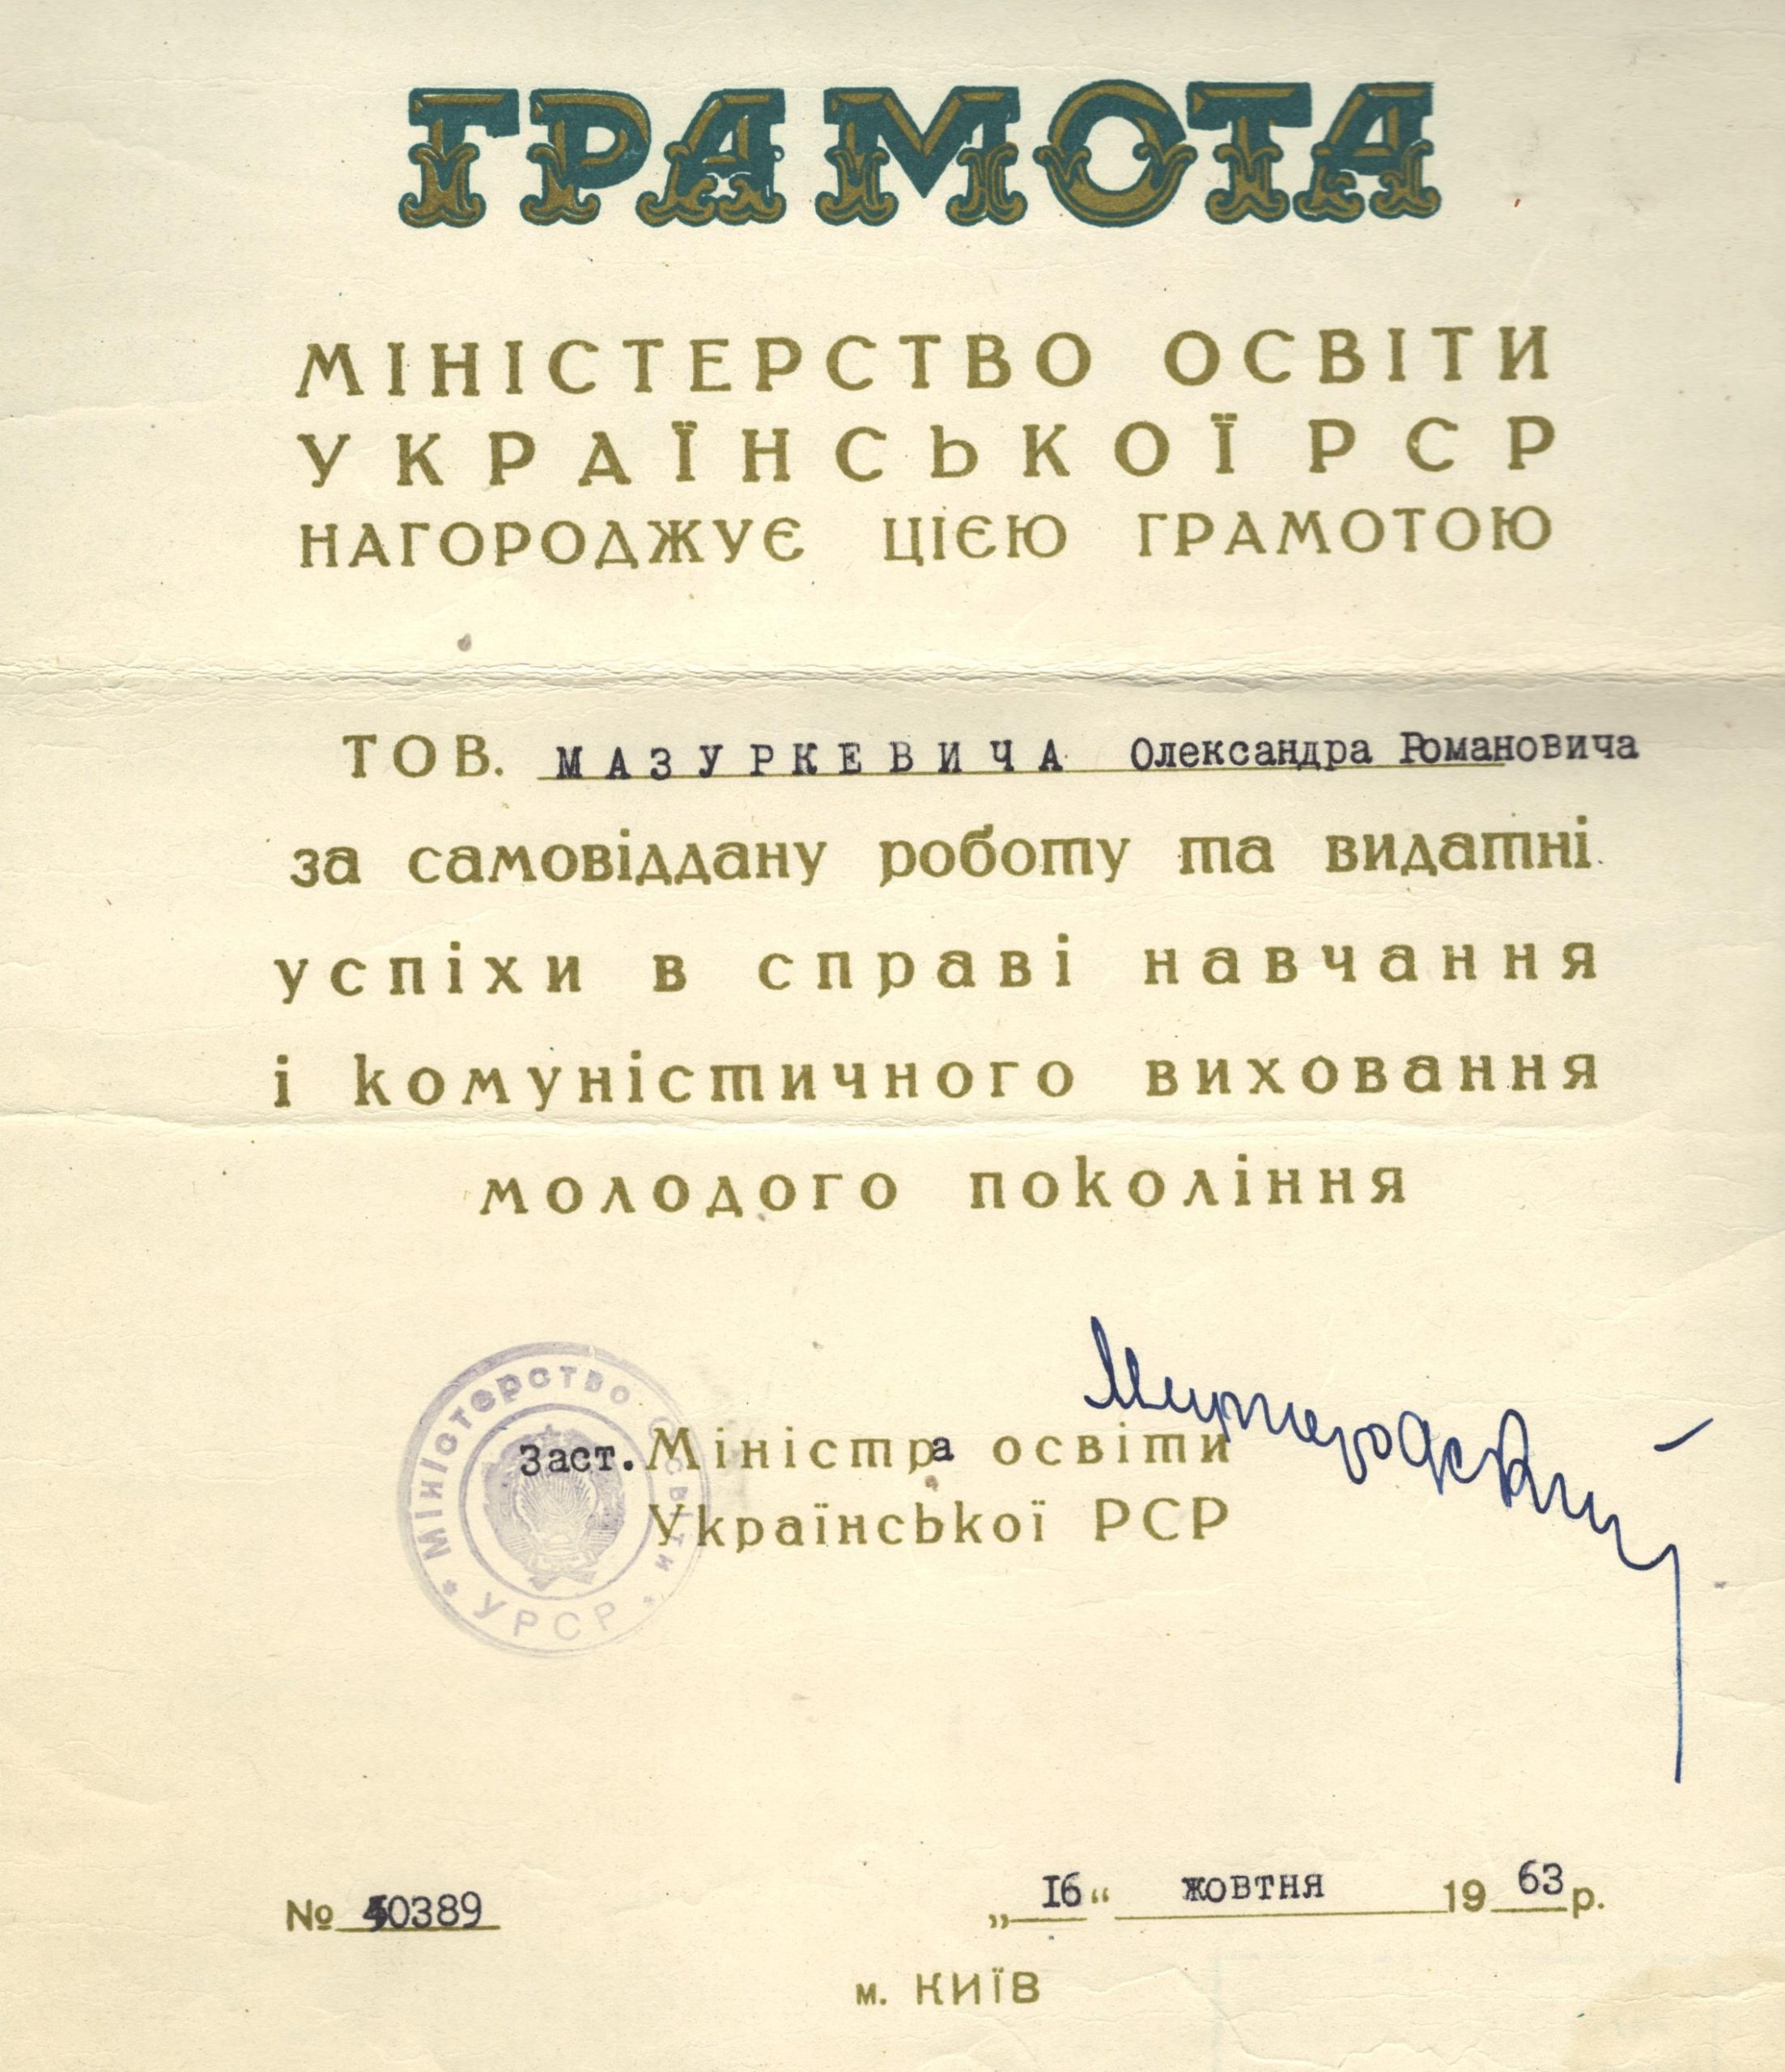 ГРАМОТА
МІНІСТЕРСТВО ОСВІТИ
УКРАЇНСЬКОЇ РСР
НАГОРОДЖУЄ ЦІЄЮ ГРАМОТОЮ
ТОВ. МАЗУРКЕВИЧА Олександра Романовича
за самовіддану роботу та видатні
успіхи в справі навчання
і комуністичного виховання
молодого покоління
Заст. Міністра освіти
Української РСР
МІНІСТЕРСТВО ОСВІТИ
* УРСР *
№ 40389
„16“ жовтня 1963 р.
м. КИЇВ